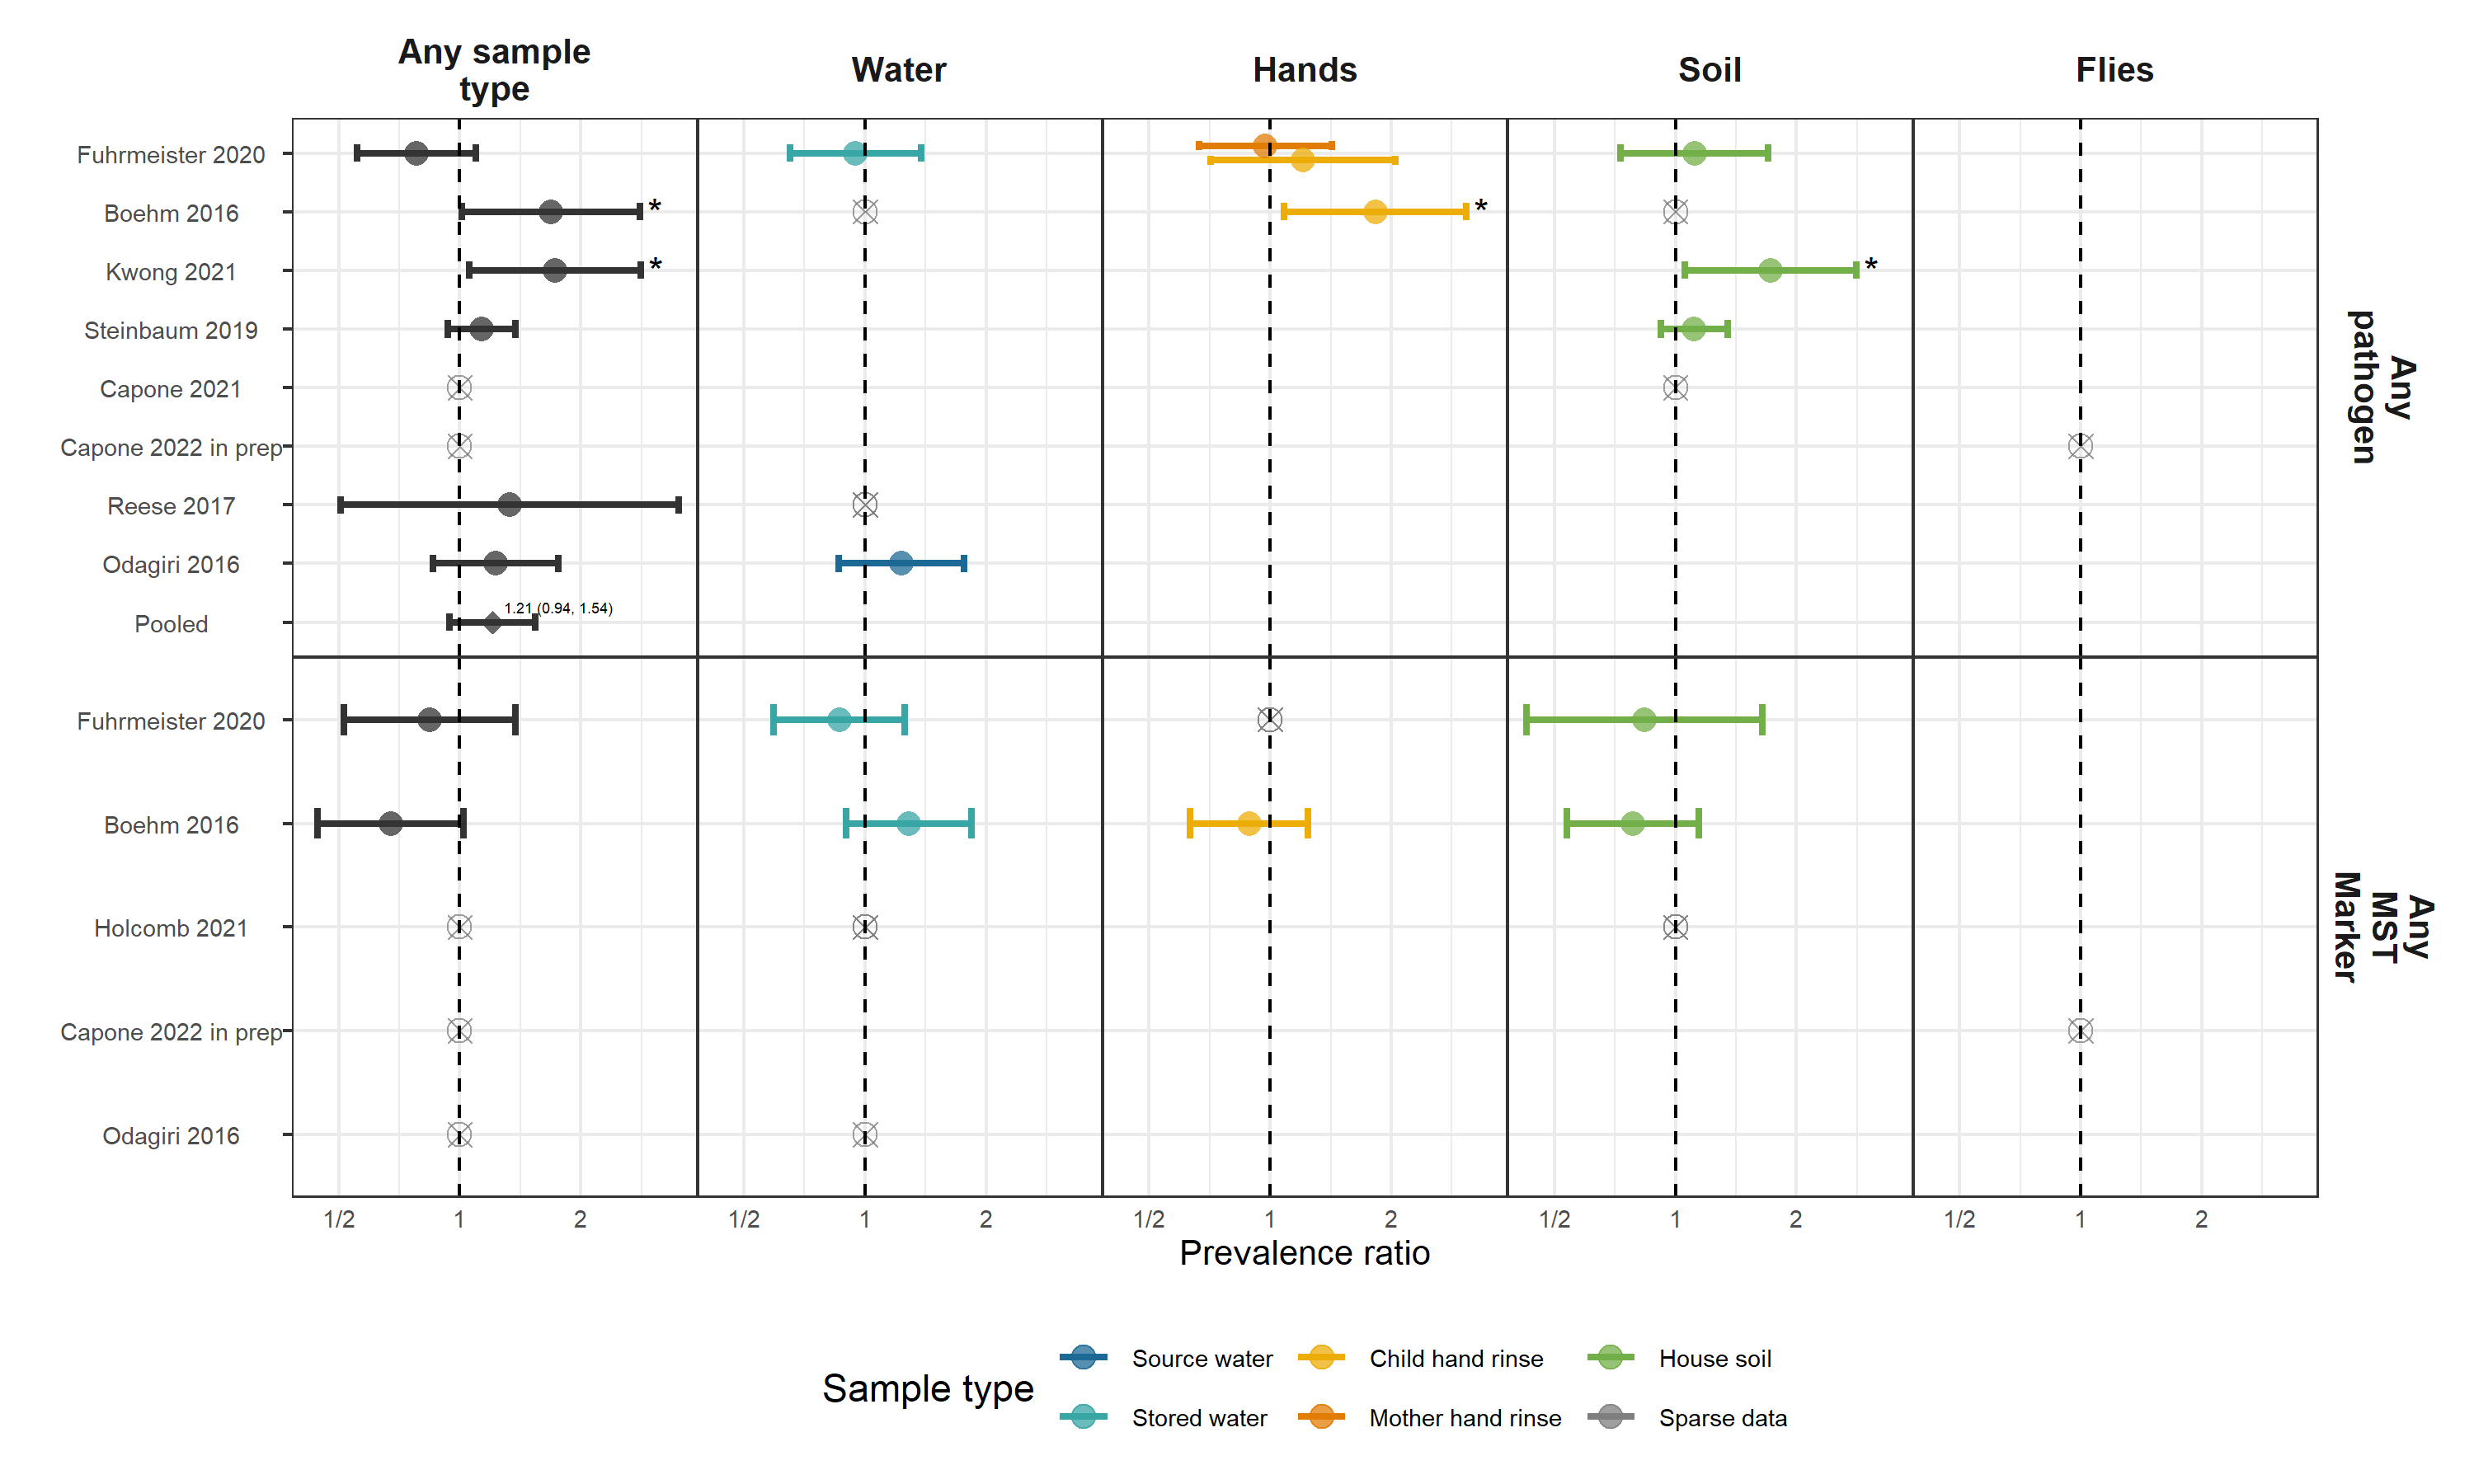 Any sample
type
Water
Hands
Soil
Flies
Fuhrmeister 2020
Boehm 2016
*
*
Kwong 2021
*
*
Steinbaum 2019
Capone 2021
Capone 2022 in prep
Reese 2017
Odagiri 2016
Pooled
1.21 (0.94, 1.54)
Any
pathogen
Fuhrmeister 2020
Boehm 2016
Holcomb 2021
Capone 2022 in prep
Odagiri 2016
Any
MST
Marker
1/2 1 2
1/2 1 2
1/2 1 2
1/2 1 2
1/2 1 2
Prevalence ratio
Sample type
Source water
Child hand rinse
House soil
Stored water
Mother hand rinse
Sparse data